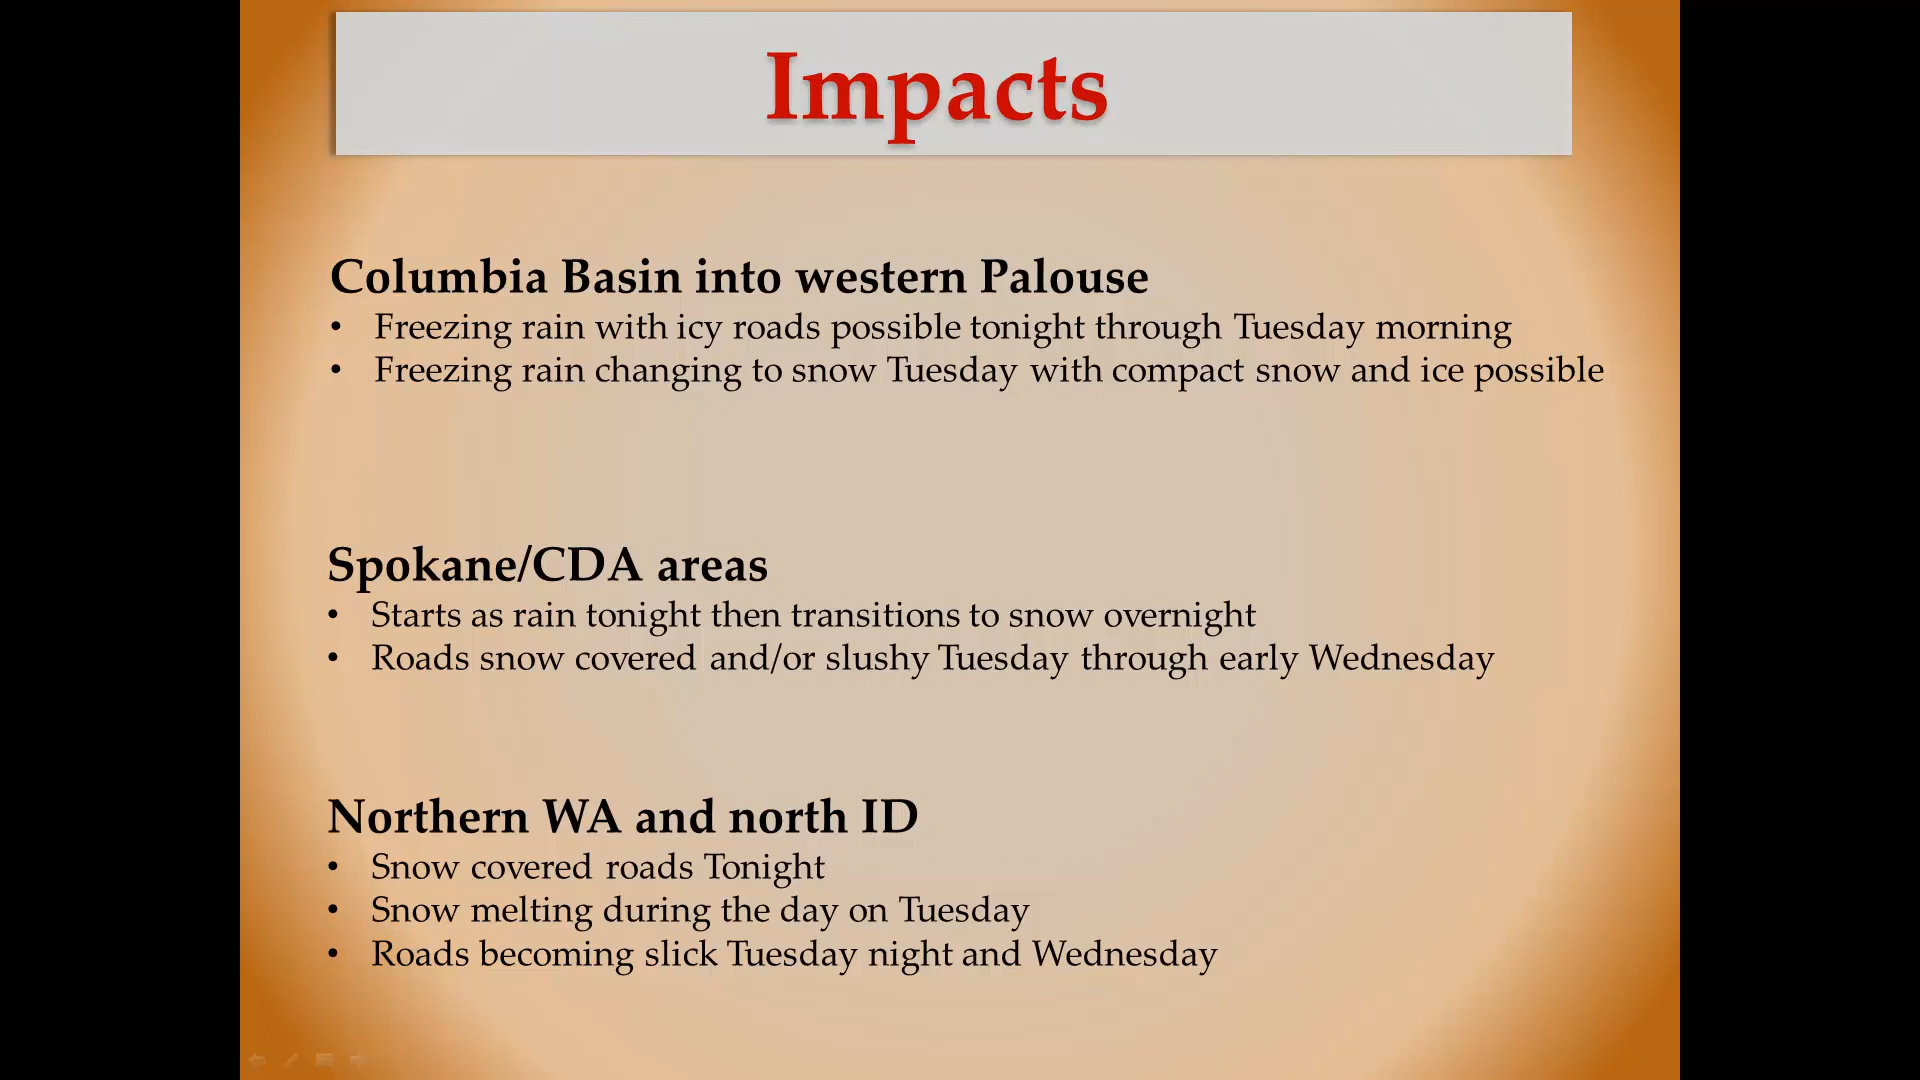 Impacts
Columbia Basin into western Palouse
• Freezing rain with icy roads possible tonight through Tuesday morning
• Freezing rain changing to snow Tuesday with compact snow and ice possible
Spokane/CDA areas
• Starts as rain tonight then transitions to snow overnight
• Roads snow covered and/or slushy Tuesday through early Wednesday
Northern WA and north ID
• Snow covered roads Tonight
• Snow melting during the day on Tuesday
• Roads becoming slick Tuesday night and Wednesday